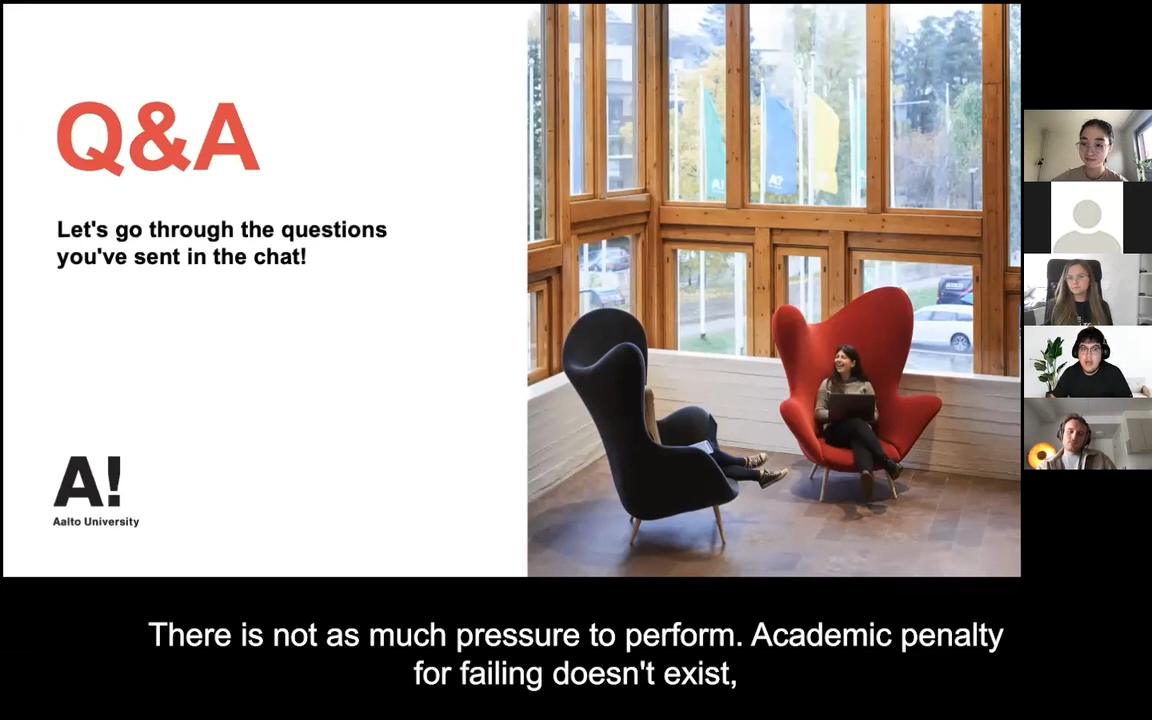 Q&A
Let's go through the questions
you've sent in the chat!
A!
Aalto University
A!
A?
There is not as much pressure to perform. Academic penalty
for failing doesn't exist,